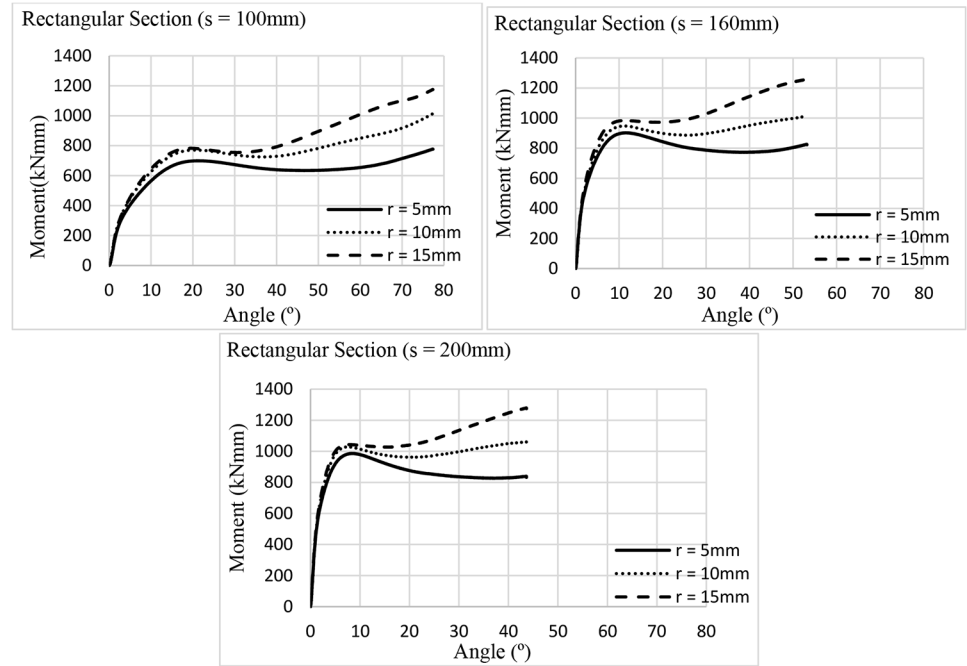 Rectangular Section (s = 100mm)
Moment(kNmm)
1400
1200
1000
800
600
400
200
0
r = 5mm
r = 10mm
r = 15mm
0 10 20 30 40 50 60 70 80
Angle (º)
Rectangular Section (s = 160mm)
Moment (kNmm)
1400
1200
1000
800
600
400
200
0
r = 5mm
r = 10mm
r = 15mm
0 10 20 30 40 50 60 70 80
Angle (º)
Rectangular Section (s = 200mm)
Moment (kNmm)
1400
1200
1000
800
600
400
200
0
r = 5mm
r = 10mm
r = 15mm
0 10 20 30 40 50 60 70 80
Angle (º)